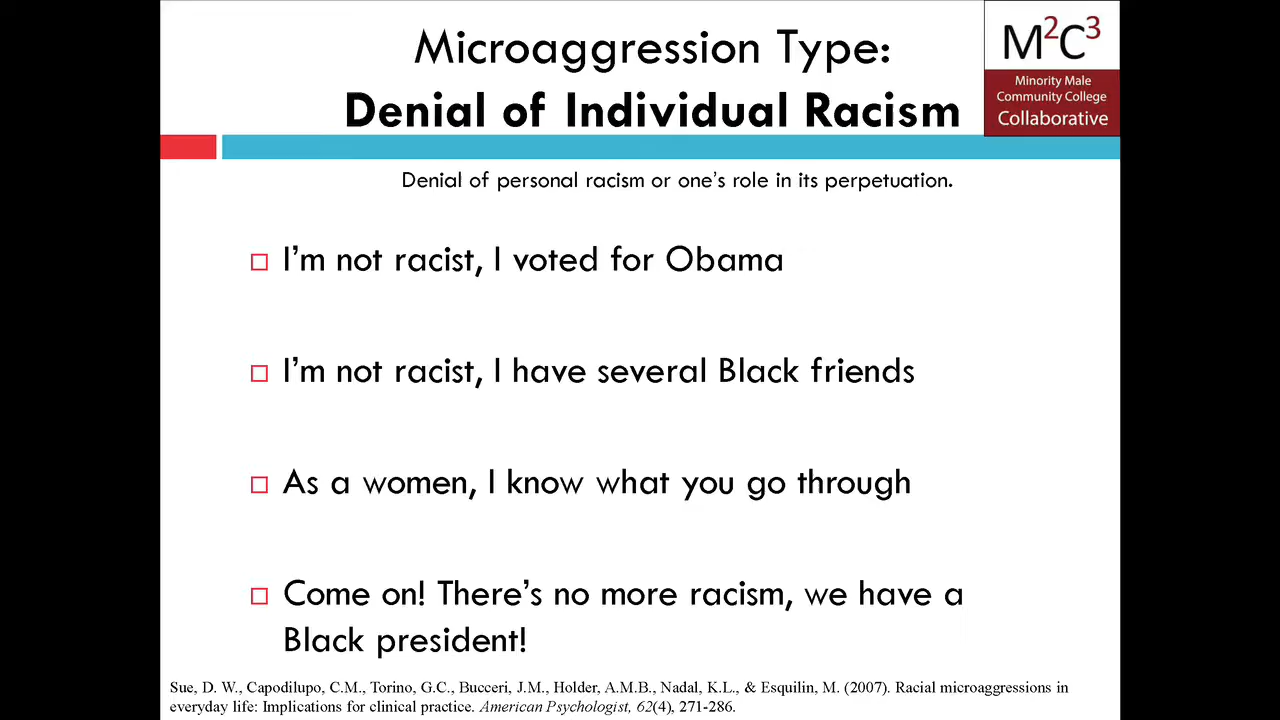 Microaggression Type:
Denial of Individual Racism
M²C³
Minority Male
Community College
Collaborative
Denial of personal racism or one's role in its perpetuation.
I'm not racist, I voted for Obama
I'm not racist, I have several Black friends
As a women, I know what you go through
Come on! There's no more racism, we have a
Black president!
Sue, D. W., Capodilupo, C.M., Torino, G.C., Bucceri, J.M., Holder, A.M.B., Nadal, K.L., & Esquilin, M. (2007). Racial microaggressions in
everyday life: Implications for clinical practice. American Psychologist, 62(4), 271-286.